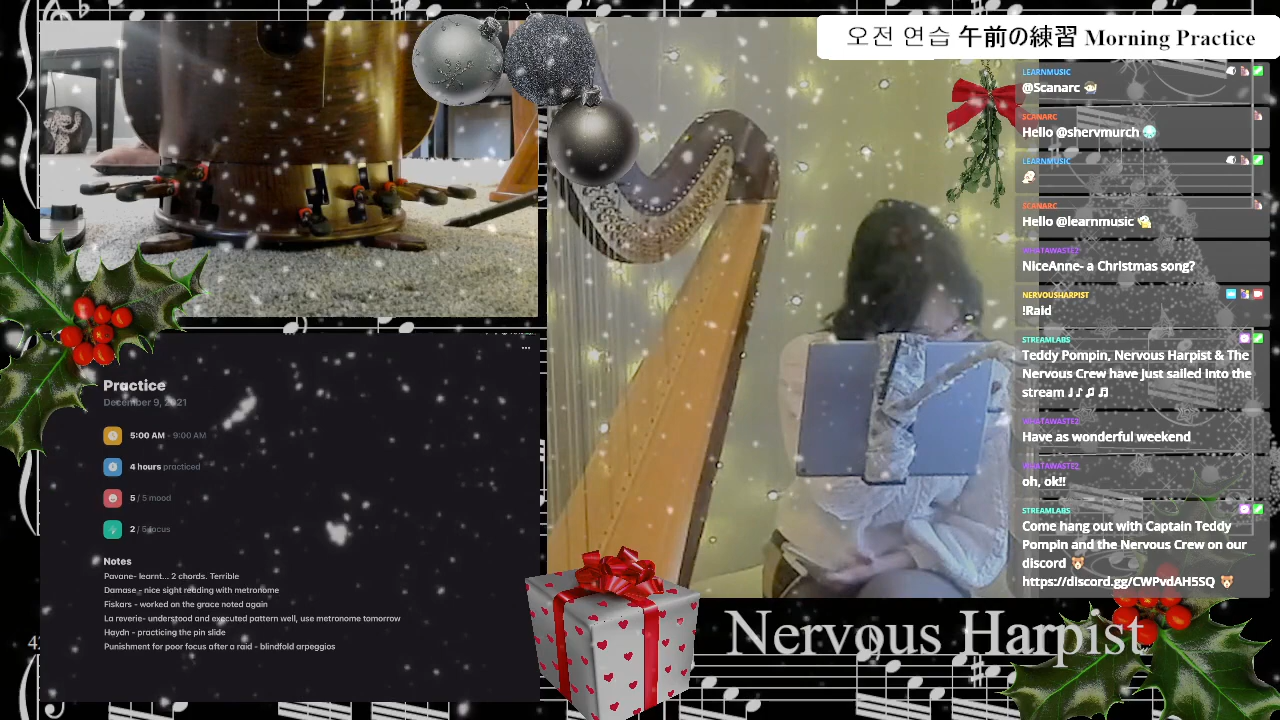 오전 연습 午前の練習 Morning Practice
LEARNMUSIC
@Scanarc
SCANARC
Hello @shervmurch
LEARNMUSIC
SCANARC
Hello @learnmusic
WHATAWASTE2
NiceAnne- a Christmas song?
NERVOUSHARPIST
!Raid
STREAMLABS
Teddy Pompin, Nervous Harpist & The
Nervous Crew have just sailed into the
stream ♩♪♫♬
WHATAWASTE2
Have as wonderful weekend
WHATAWASTE2
oh, ok!!
STREAMLABS
Come hang out with Captain Teddy
Pompin and the Nervous Crew on our
discord
https://discord.gg/CWPvdAH5SQ
Practice
December 9, 2021
5:00 AM - 9:00 AM
4 hours practiced
5 / 5 mood
2 / 5 focus
Notes
Pavane- learnt... 2 chords. Terrible
Damase - nice sight reading with metronome
Fiskars - worked on the grace noted again
La reverie- understood and executed pattern well, use metronome tomorrow
Haydn - practicing the pin slide
Punishment for poor focus after a raid - blindfold arpeggios
Nervous Harpist